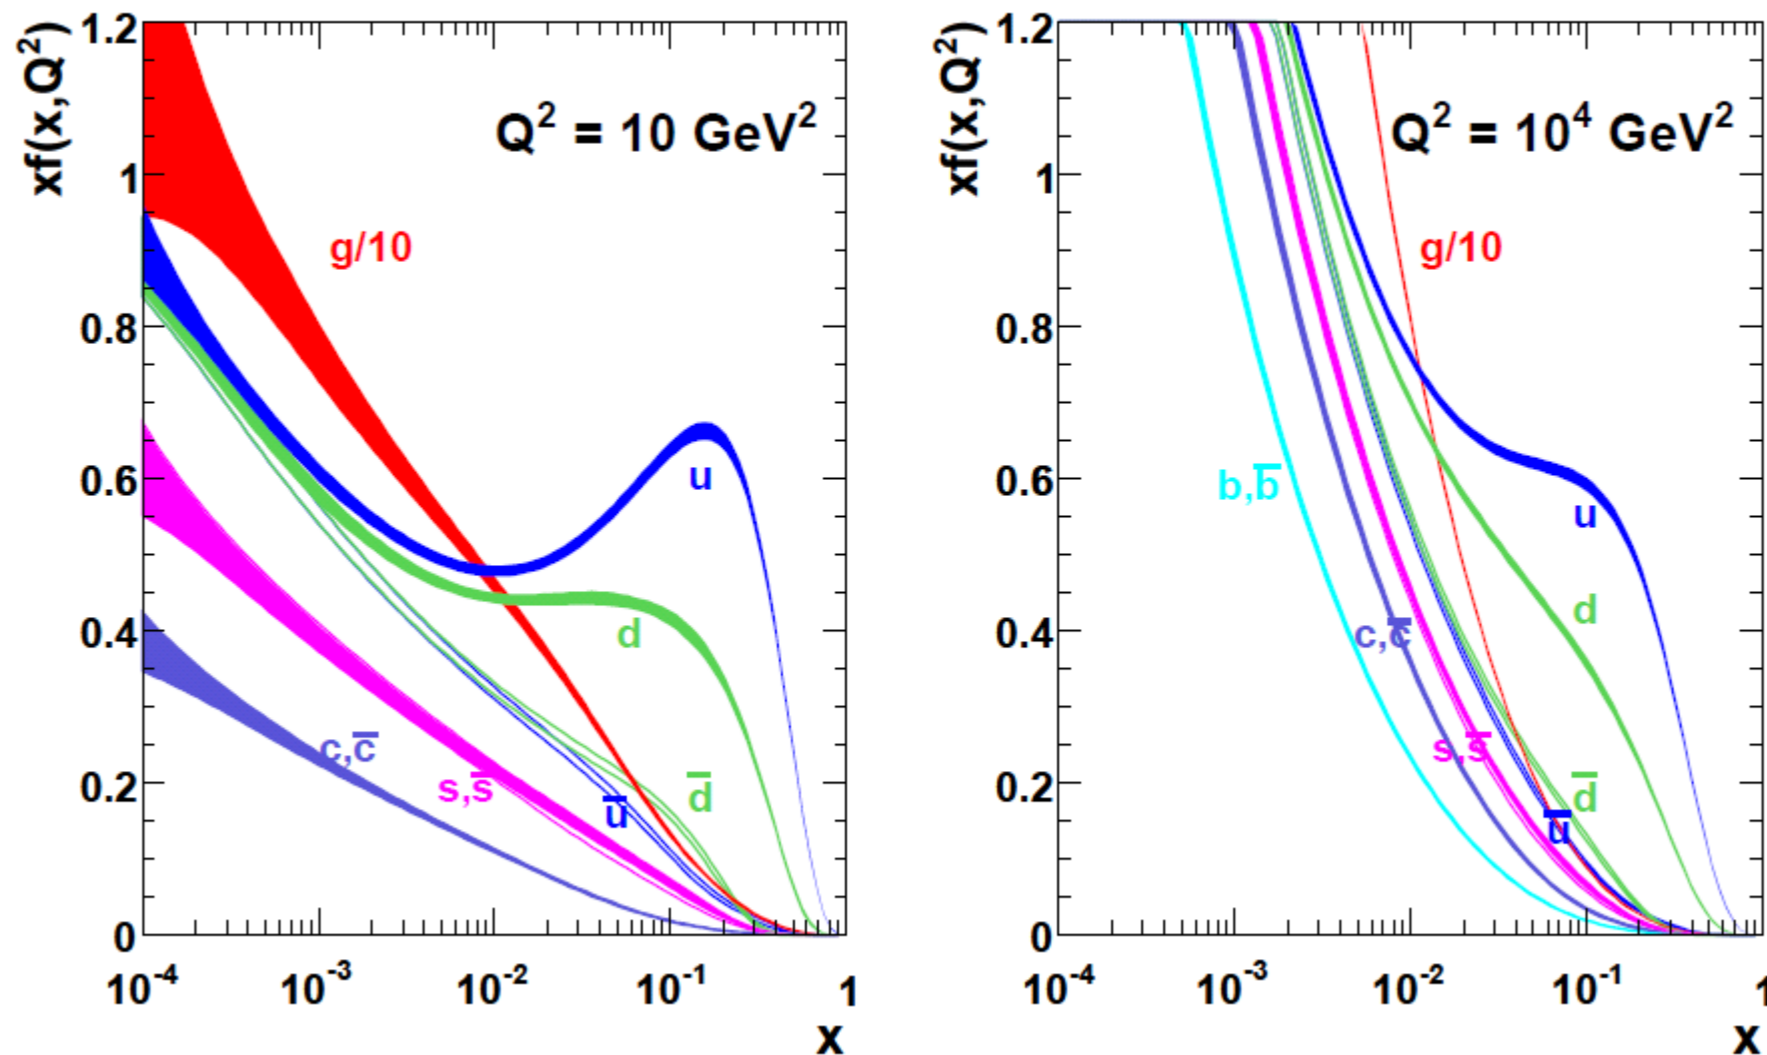 xf(x,Q²)
Q² = 10 GeV²
1.2
1
0.8
0.6
0.4
0.2
0
g/10
u
d
c,c̅
s,s̅
u̅
d̅
10⁻⁴
10⁻³
10⁻²
10⁻¹
1
x
xf(x,Q²)
Q² = 10⁴ GeV²
1.2
1
0.8
0.6
0.4
0.2
0
g/10
b,b̅
u
d
c,c̅
s,s̅
d̅
u̅
10⁻⁴
10⁻³
10⁻²
10⁻¹
1
x